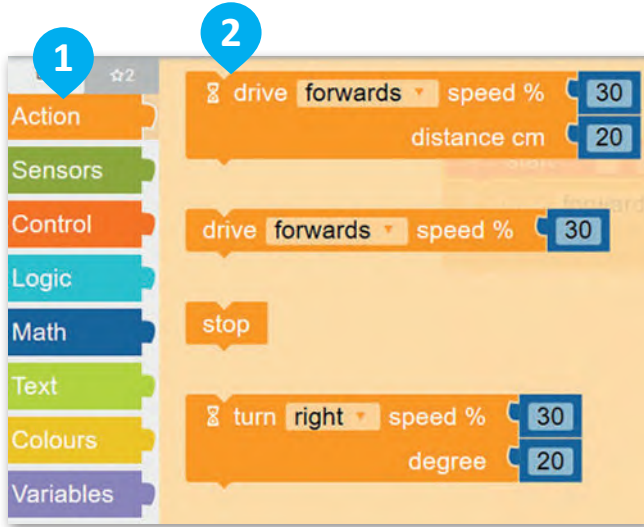 1
2
☆2
Action
Sensors
Control
Logic
Math
Text
Colours
Variables
drive forwards speed % 30
distance cm 20
drive forwards speed % 30
stop
turn right speed % 30
degree 20